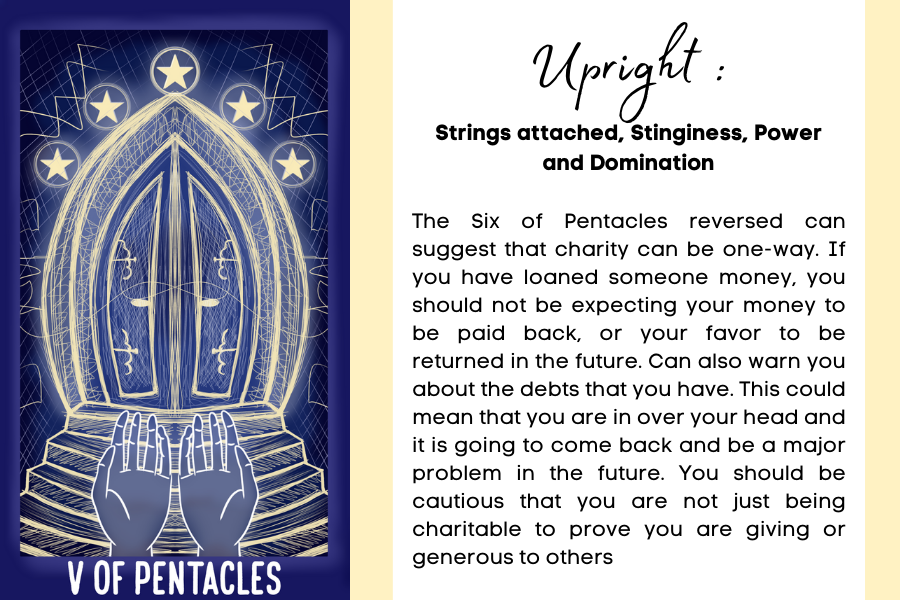 Upright :
Strings attached, Stinginess, Power
and Domination
The Six of Pentacles reversed can
suggest that charity can be one-way. If
you have loaned someone money, you
should not be expecting your money to
be paid back, or your favor to be
returned in the future. Can also warn you
about the debts that you have. This could
mean that you are in over your head and
it is going to come back and be a major
problem in the future. You should be
cautious that you are not just being
charitable to prove you are giving or
generous to others
V OF PENTACLES